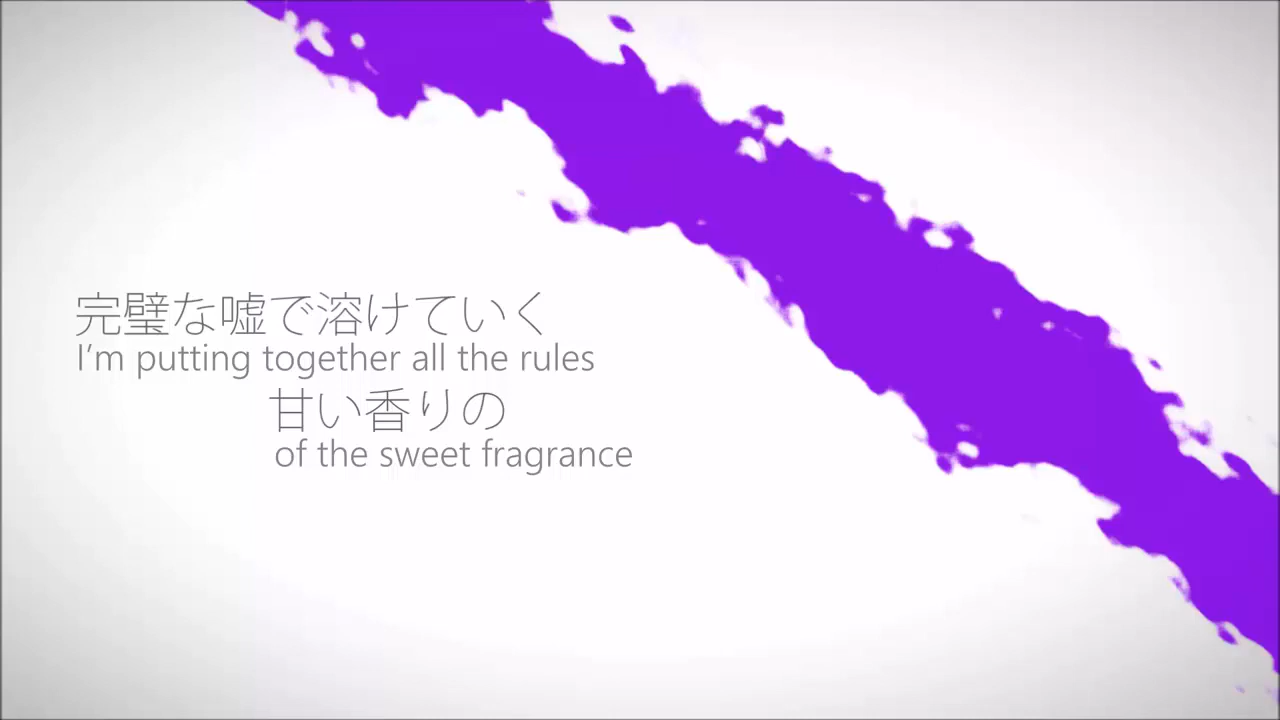 完璧な嘘で溶けていく
I’m putting together all the rules
甘い香りの
of the sweet fragrance